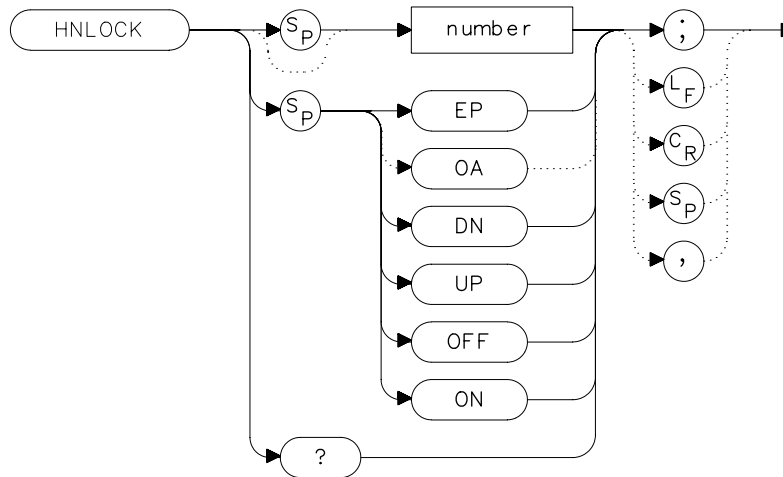 HNLOCK SP number ;
LF
SP EP
CR
OA
SP
DN
,
UP
OFF
ON
?